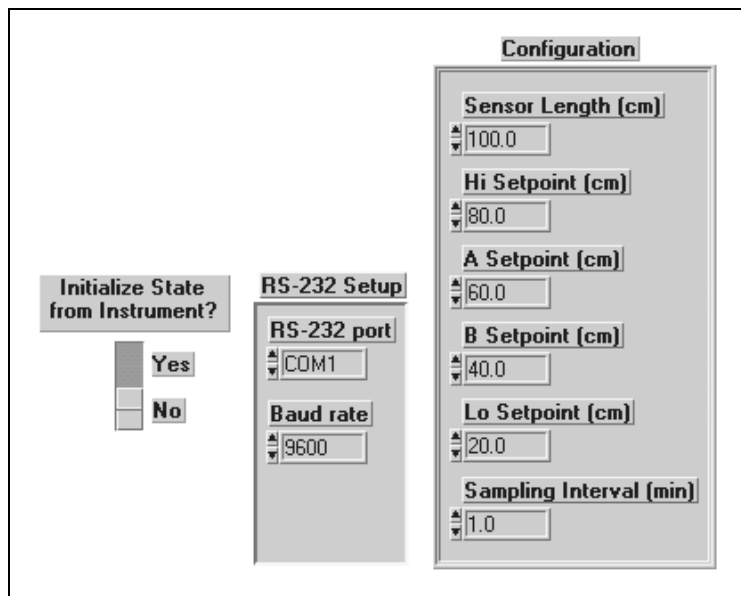 Configuration
Sensor Length (cm)
100.0
Hi Setpoint (cm)
80.0
A Setpoint (cm)
60.0
B Setpoint (cm)
40.0
Lo Setpoint (cm)
20.0
Sampling Interval (min)
1.0
Initialize State
from Instrument?
Yes
No
RS-232 Setup
RS-232 port
COM1
Baud rate
9600